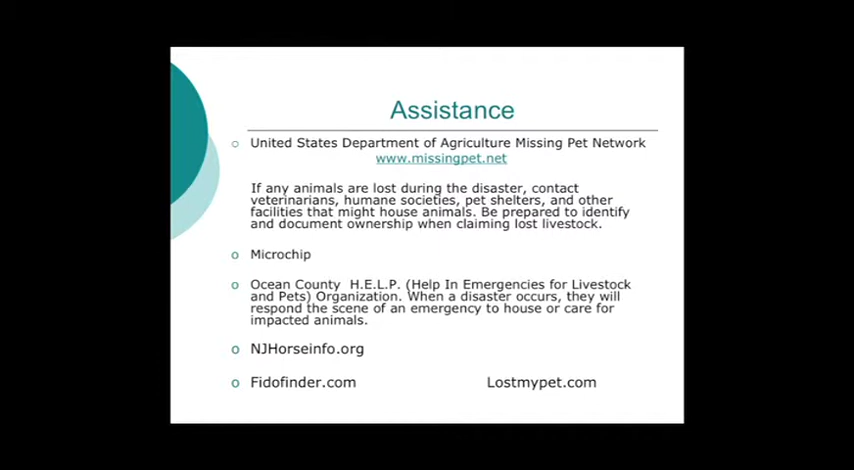 Assistance
United States Department of Agriculture Missing Pet Network
www.missingpet.net
If any animals are lost during the disaster, contact
veterinarians, humane societies, pet shelters, and other
facilities that might house animals. Be prepared to identify
and document ownership when claiming lost livestock.
Microchip
Ocean County H.E.L.P. (Help In Emergencies for Livestock
and Pets) Organization. When a disaster occurs, they will
respond the scene of an emergency to house or care for
impacted animals.
NJHorseinfo.org
Fidofinder.com Lostmypet.com